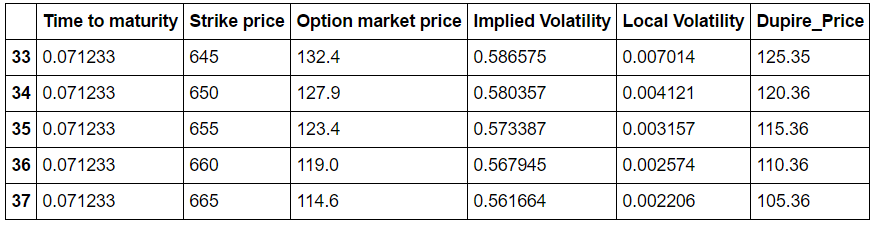 Time to maturity Strike price Option market price Implied Volatility Local Volatility Dupire_Price
33 0.071233 645 132.4 0.586575 0.007014 125.35
34 0.071233 650 127.9 0.580357 0.004121 120.36
35 0.071233 655 123.4 0.573387 0.003157 115.36
36 0.071233 660 119.0 0.567945 0.002574 110.36
37 0.071233 665 114.6 0.561664 0.002206 105.36